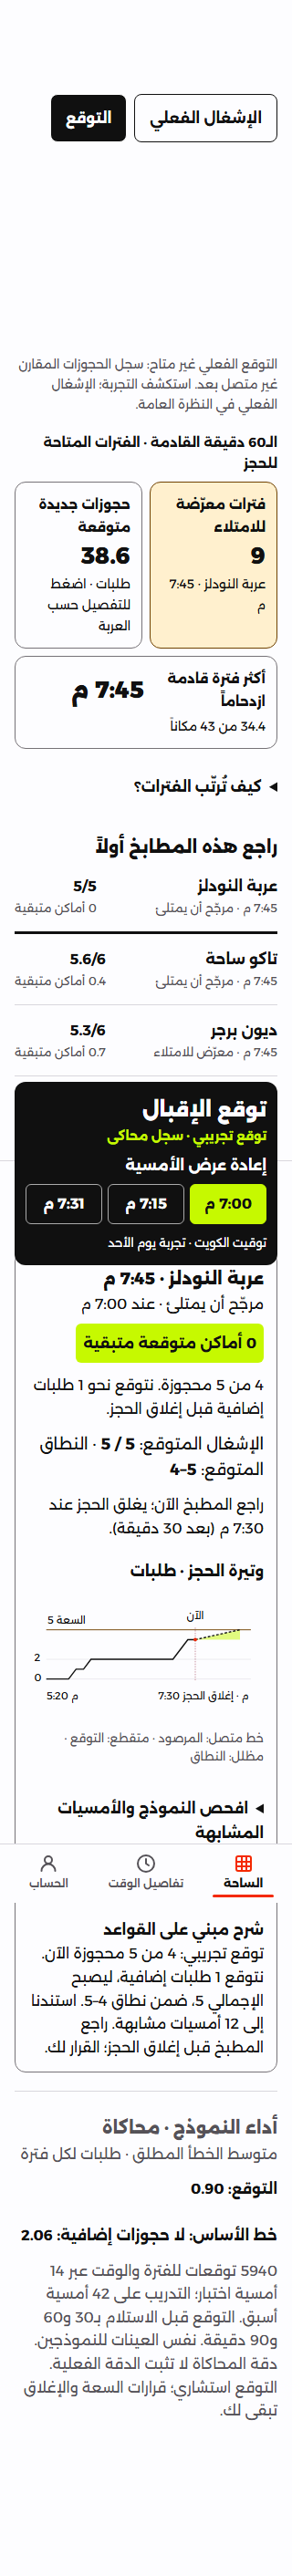 الإشغال الفعلي
التوقع
التوقع الفعلي غير متاح: سجل الحجوزات المقارن
غير متصل بعد. استكشف التجربة؛ الإشغال
الفعلي في النظرة العامة.
الـ60 دقيقة القادمة · الفترات المتاحة
للحجز
فترات معرّضة
للامتلاء
9
عربة النودلز · 7:45
م
حجوزات جديدة
متوقعة
38.6
طلبات · اضغط
للتفصيل حسب
العربة
أكثر فترة قادمة
ازدحاماً
34.4 من 43 مكاناً
7:45 م
◀ كيف تُرتّب الفترات؟
راجع هذه المطابخ أولاً
عربة النودلز
5/5
7:45 م · مرجّح أن يمتلئ
0 أماكن متبقية
تاكو ساحة
5.6/6
7:45 م · مرجّح أن يمتلئ
0.4 أماكن متبقية
ديون برجر
5.3/6
7:45 م · معرّض للامتلاء
0.7 أماكن متبقية
توقع الإقبال
توقع تجريبي · سجل محاكى
إعادة عرض الأمسية
7:00 م
7:15 م
7:31 م
توقيت الكويت · تجربة يوم الأحد
عربة النودلز · 7:45 م
مرجّح أن يمتلئ · عند 7:00 م
0 أماكن متوقعة متبقية
4 من 5 محجوزة. نتوقع نحو 1 طلبات
إضافية قبل إغلاق الحجز.
الإشغال المتوقع: 5 / 5 · النطاق
المتوقع: 5–4
راجع المطبخ الآن: يغلق الحجز عند
7:30 م (بعد 30 دقيقة).
وتيرة الحجز · طلبات
السعة 5
الآن
2
0
5:20 م
م · إغلاق الحجز 7:30
خط متصل: المرصود · متقطع: التوقع ·
مظلل: النطاق
◀ افحص النموذج والأمسيات
المشابهة
الساحة
تفاصيل الوقت
الحساب
شرح مبني على القواعد
توقع تجريبي: 4 من 5 محجوزة الآن.
نتوقع 1 طلبات إضافية، ليصبح
الإجمالي 5، ضمن نطاق 4–5. استندنا
إلى 12 أمسيات مشابهة. راجع
المطبخ قبل إغلاق الحجز؛ القرار لك.
أداء النموذج · محاكاة
متوسط الخطأ المطلق · طلبات لكل فترة
التوقع: 0.90
خط الأساس: لا حجوزات إضافية: 2.06
5940 توقعات للفترة والوقت عبر 14
أمسية اختبار؛ التدريب على 42 أمسية
أسبق. التوقع قبل الاستلام بـ30 و60
و90 دقيقة. نفس العينات للنموذجين.
دقة المحاكاة لا تثبت الدقة الفعلية.
التوقع استشاري؛ قرارات السعة والإغلاق
تبقى لك.